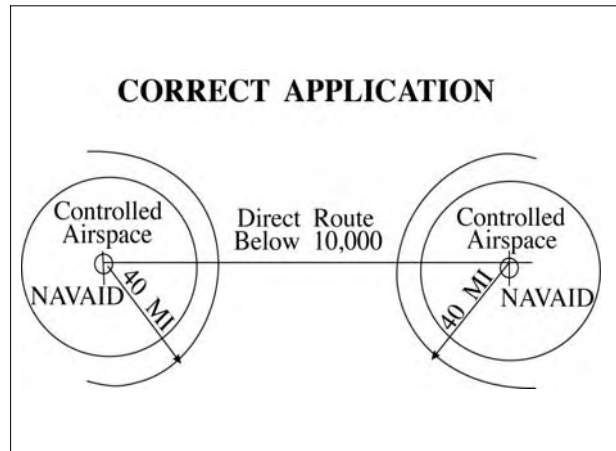 CORRECT APPLICATION
Controlled
Airspace
NAVAID
40 MI
Direct Route
Below 10,000
Controlled
Airspace
NAVAID
40 MI